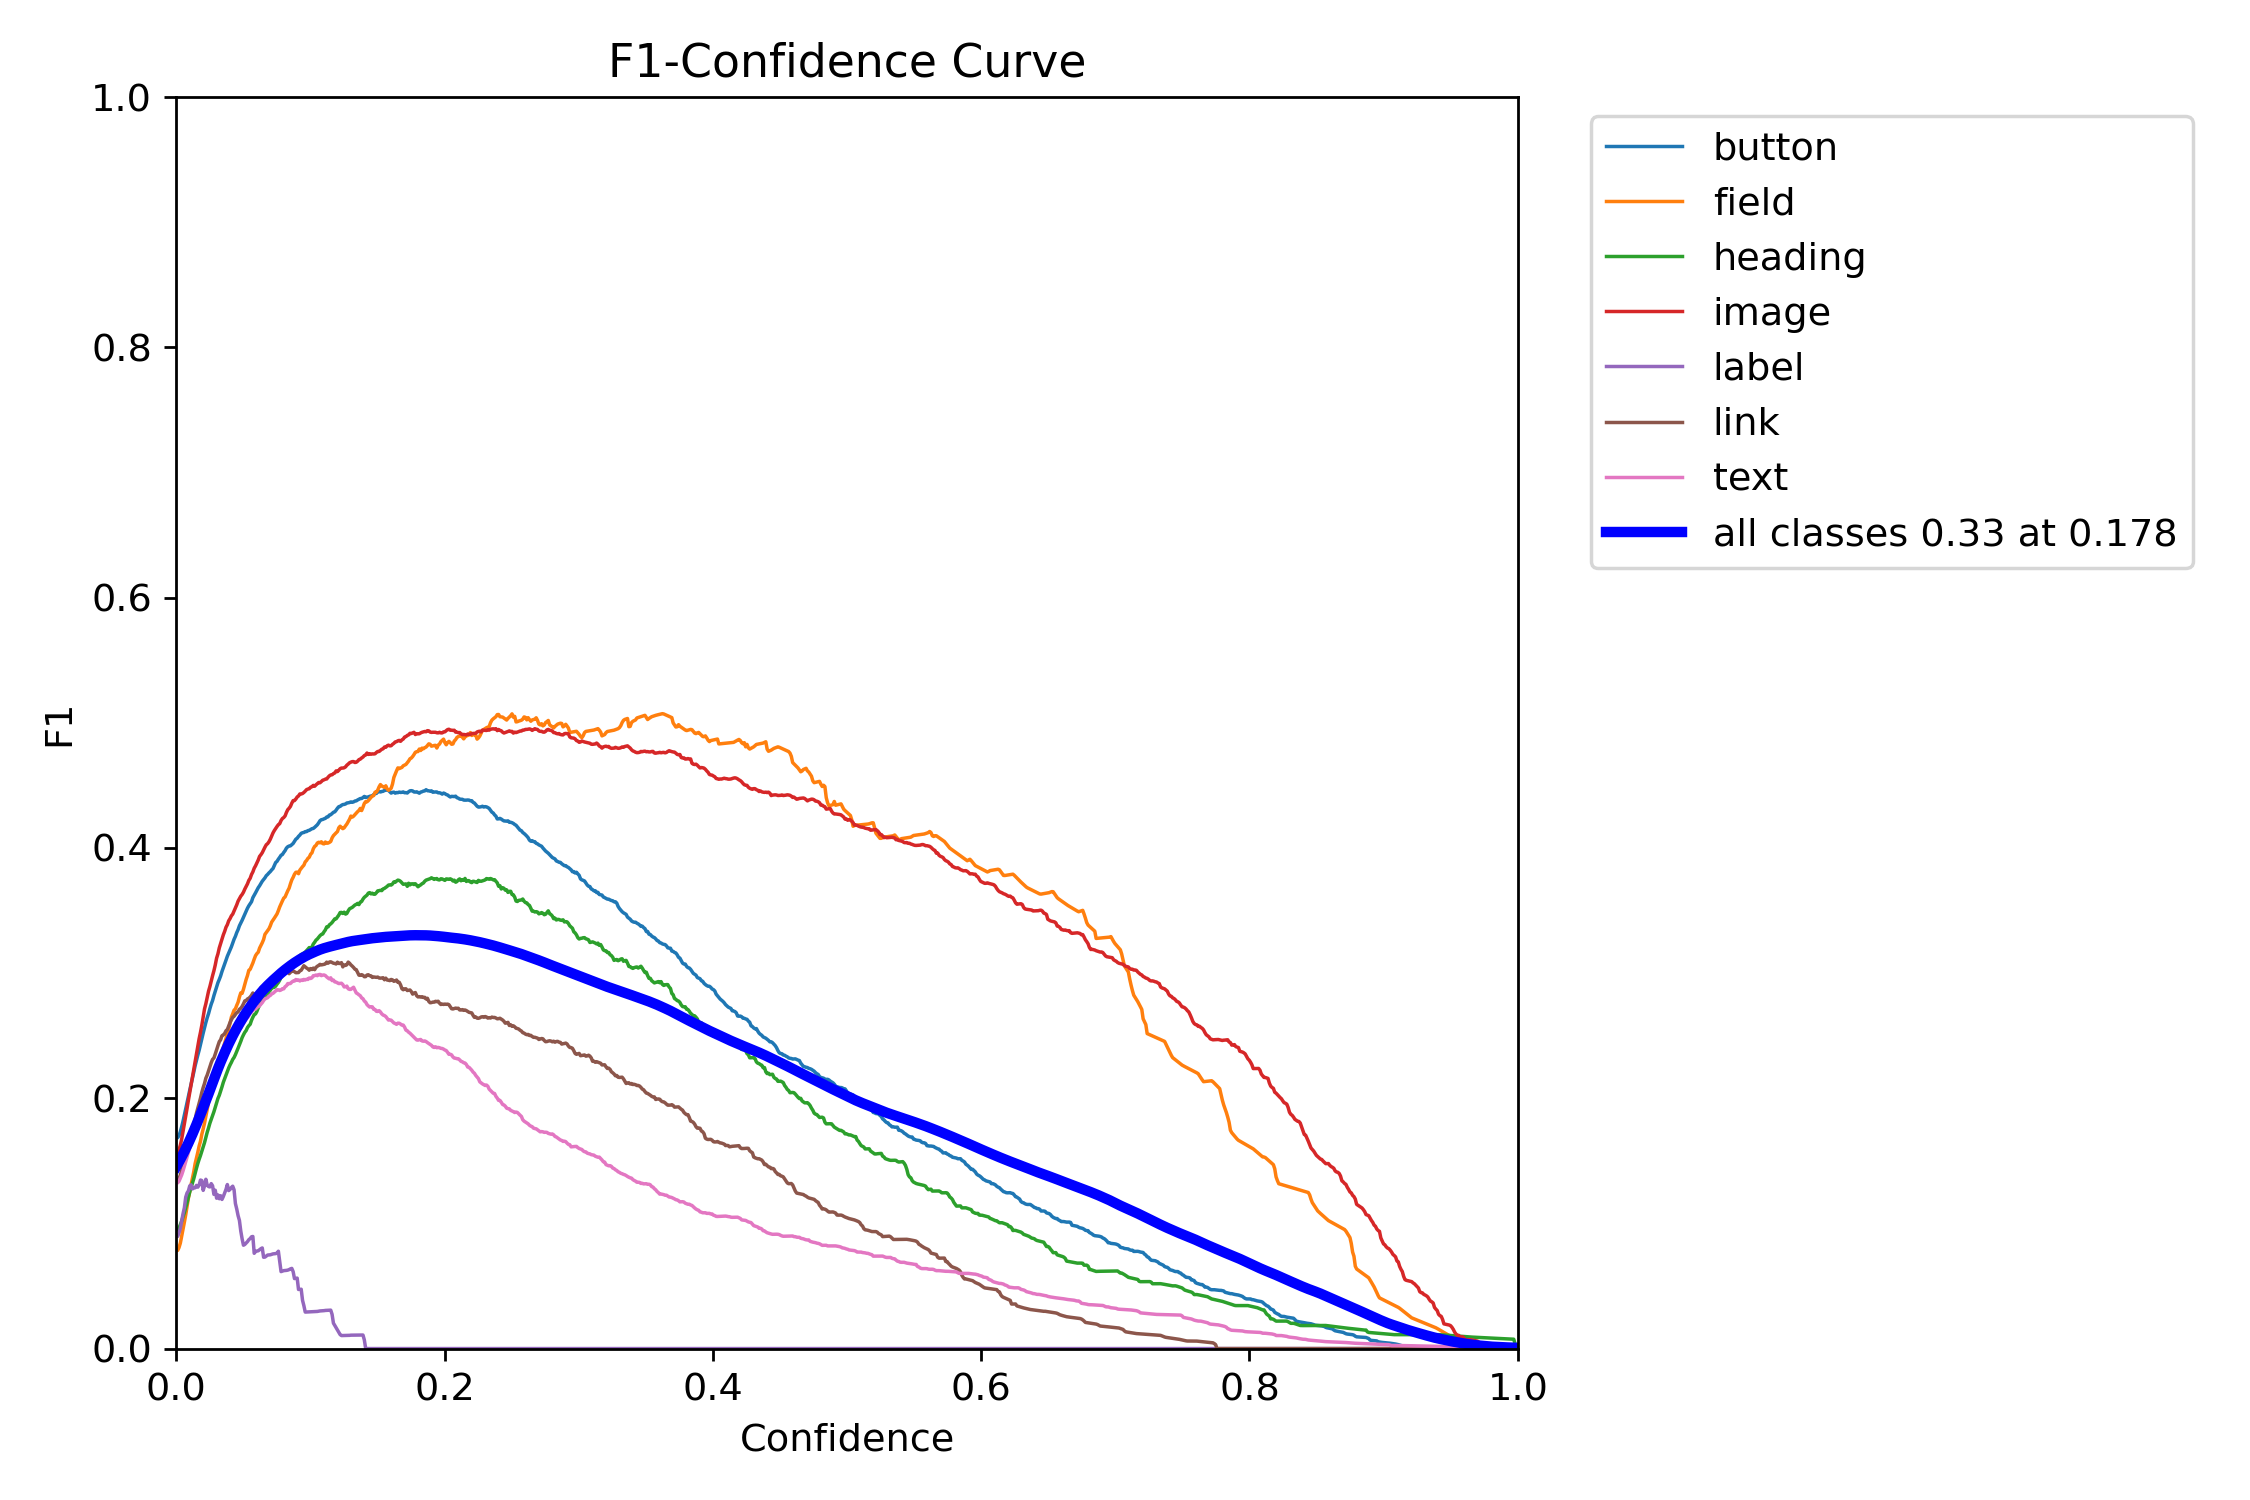 F1-Confidence Curve
1.0
0.8
0.6
0.4
0.2
0.0
F1
0.0 0.2 0.4 0.6 0.8 1.0
Confidence
button
field
heading
image
label
link
text
all classes 0.33 at 0.178